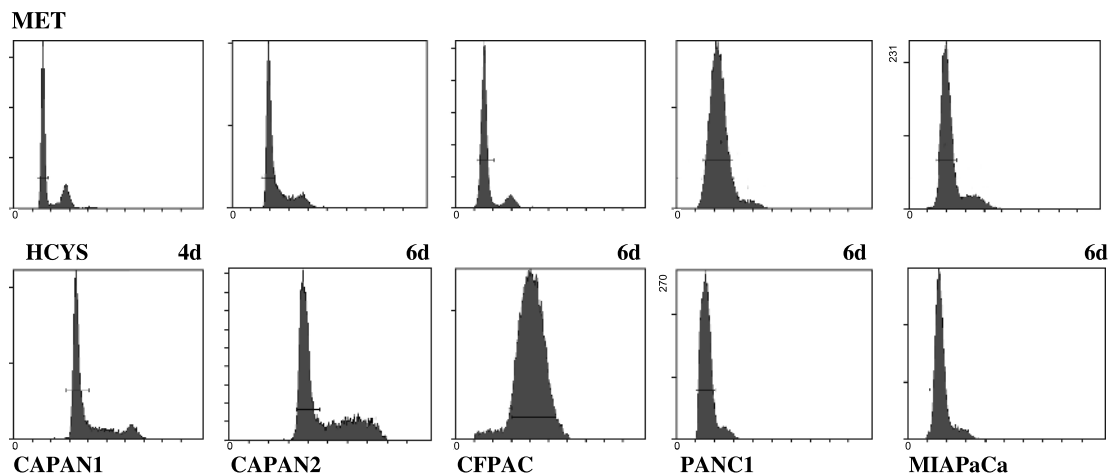 MET
231
0 0 0 0 0
HCYS 4d 6d 6d 6d 6d
270
0 0 0 0 0
CAPAN1 CAPAN2 CFPAC PANC1 MIAPaCa